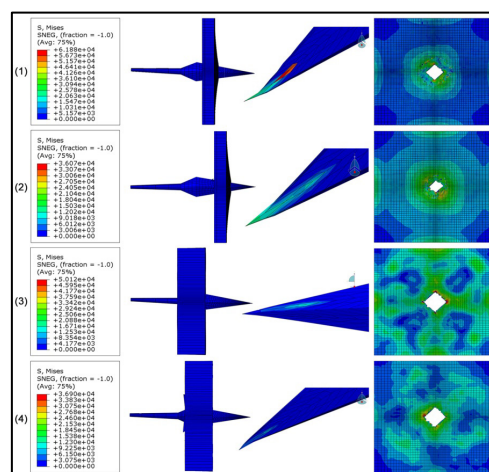 (1)
S, Mises
SNEG, (fraction = -1.0)
(Avg: 75%)
+6.188e+04
+5.673e+04
+5.157e+04
+4.641e+04
+4.126e+04
+3.610e+04
+3.094e+04
+2.578e+04
+2.063e+04
+1.547e+04
+1.031e+04
+5.157e+03
+0.000e+00
(2)
S, Mises
SNEG, (fraction = -1.0)
(Avg: 75%)
+3.607e+04
+3.307e+04
+3.006e+04
+2.705e+04
+2.405e+04
+2.104e+04
+1.804e+04
+1.503e+04
+1.202e+04
+9.018e+03
+6.012e+03
+3.006e+03
+0.000e+00
(3)
S, Mises
SNEG, (fraction = -1.0)
(Avg: 75%)
+5.012e+04
+4.595e+04
+4.177e+04
+3.759e+04
+3.342e+04
+2.924e+04
+2.506e+04
+2.088e+04
+1.671e+04
+1.253e+04
+8.354e+03
+4.177e+03
+0.000e+00
(4)
S, Mises
SNEG, (fraction = -1.0)
(Avg: 75%)
+3.690e+04
+3.383e+04
+3.075e+04
+2.768e+04
+2.460e+04
+2.153e+04
+1.845e+04
+1.538e+04
+1.230e+04
+9.225e+03
+6.150e+03
+3.075e+03
+0.000e+00